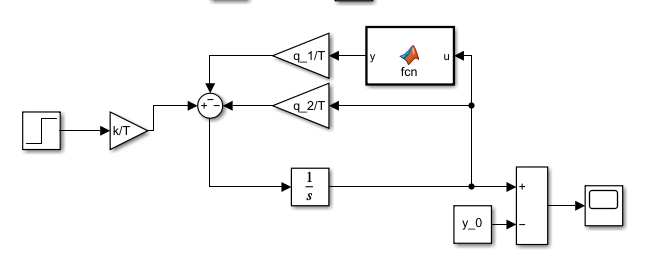 q_1/T
y
u
fcn
+
−
−
q_2/T
k/T
1
s
+
y_0
−